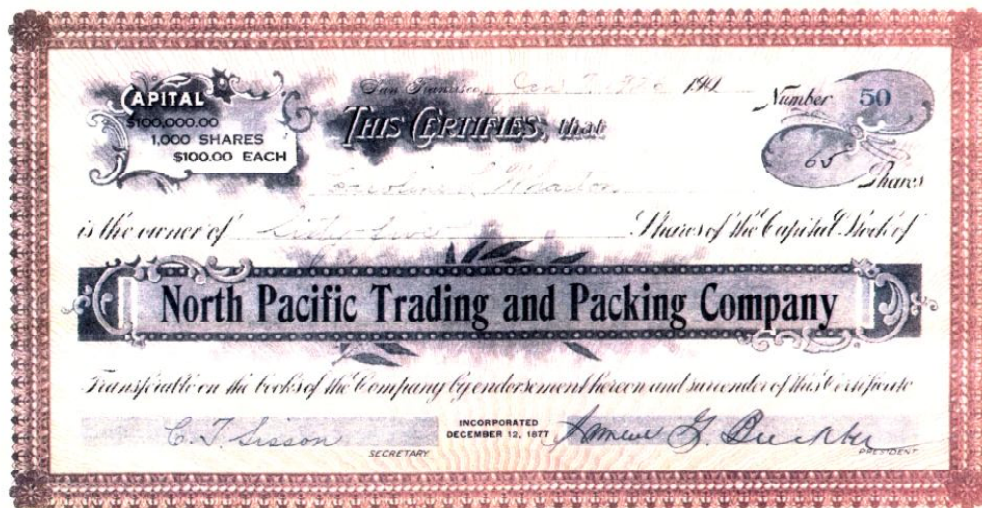 CAPITAL
$100,000.00
1,000 SHARES
$100.00 EACH
San Francisco,
Number 50
THIS CERTIFIES, that
65
Shares
Caroline
is the owner of Shares of the Capital Stock of
North Pacific Trading and Packing Company
Transferable on the books of the Company by endorsement hereon and surrender of this Certificate
C. T. Sisson
SECRETARY
INCORPORATED
DECEMBER 12, 1877
Samuel G. Buckbee
PRESIDENT